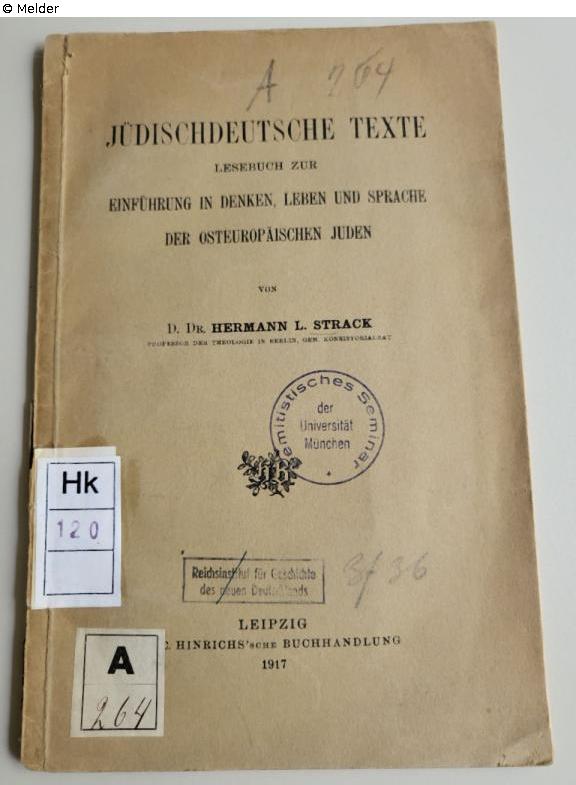 © Melder
A 264
JÜDISCHDEUTSCHE TEXTE
LESEBUCH ZUR
EINFÜHRUNG IN DENKEN, LEBEN UND SPRACHE
DER OSTEUROPÄISCHEN JUDEN
VON
D. DR. HERMANN L. STRACK
PROFESSOR DER THEOLOGIE IN BERLIN, GEH. KONSISTORIALRAT
Semitistisches Seminar
der
Universität
München
Hk
120
Reichsinstitut für Geschichte
des neuen Deutschlands
LEIPZIG
C. HINRICHS'SCHE BUCHHANDLUNG
1917
A
264